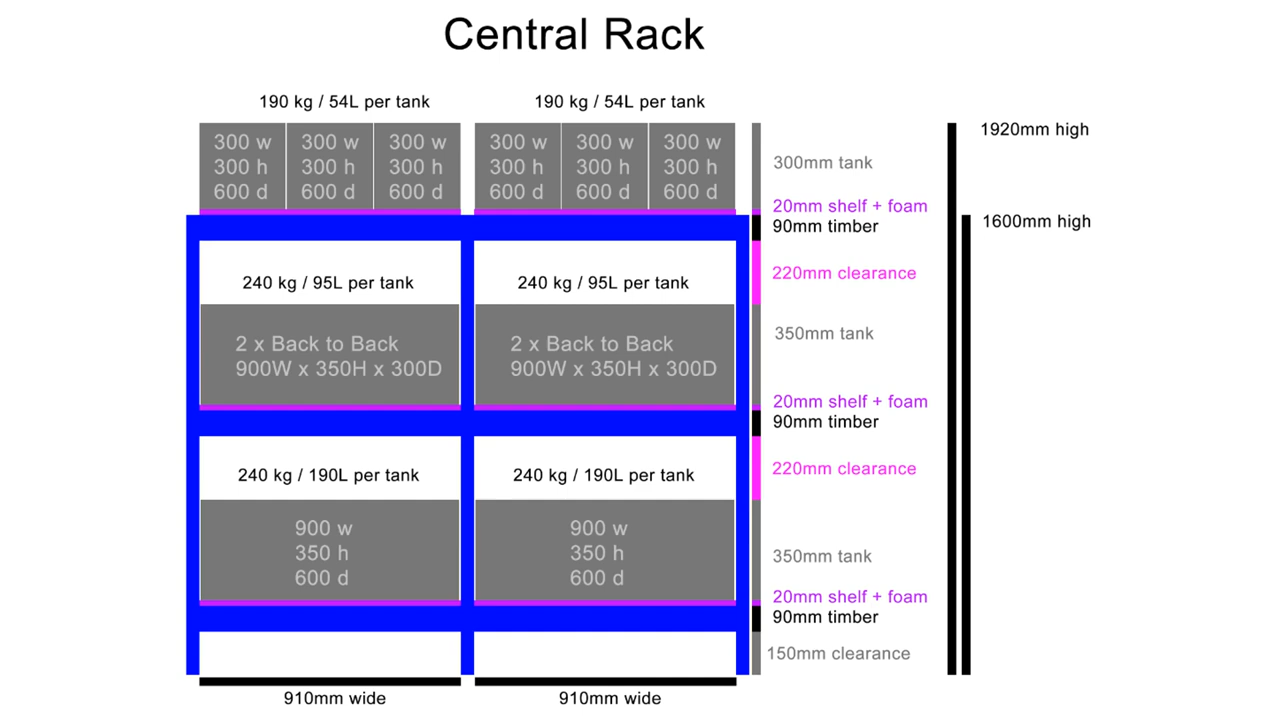 Central Rack
190 kg / 54L per tank
190 kg / 54L per tank
300 w
300 h
600 d
300 w
300 h
600 d
300 w
300 h
600 d
300 w
300 h
600 d
300 w
300 h
600 d
300 w
300 h
600 d
300mm tank
1920mm high
20mm shelf + foam
90mm timber
1600mm high
240 kg / 95L per tank
240 kg / 95L per tank
220mm clearance
2 x Back to Back
900W x 350H x 300D
2 x Back to Back
900W x 350H x 300D
350mm tank
20mm shelf + foam
90mm timber
240 kg / 190L per tank
240 kg / 190L per tank
220mm clearance
900 w
350 h
600 d
900 w
350 h
600 d
350mm tank
20mm shelf + foam
90mm timber
150mm clearance
910mm wide
910mm wide